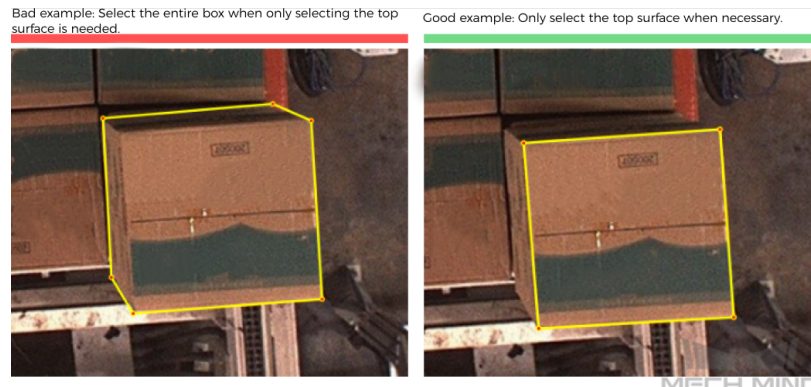 Bad example: Select the entire box when only selecting the top
surface is needed.
Good example: Only select the top surface when necessary.
MECH MIND